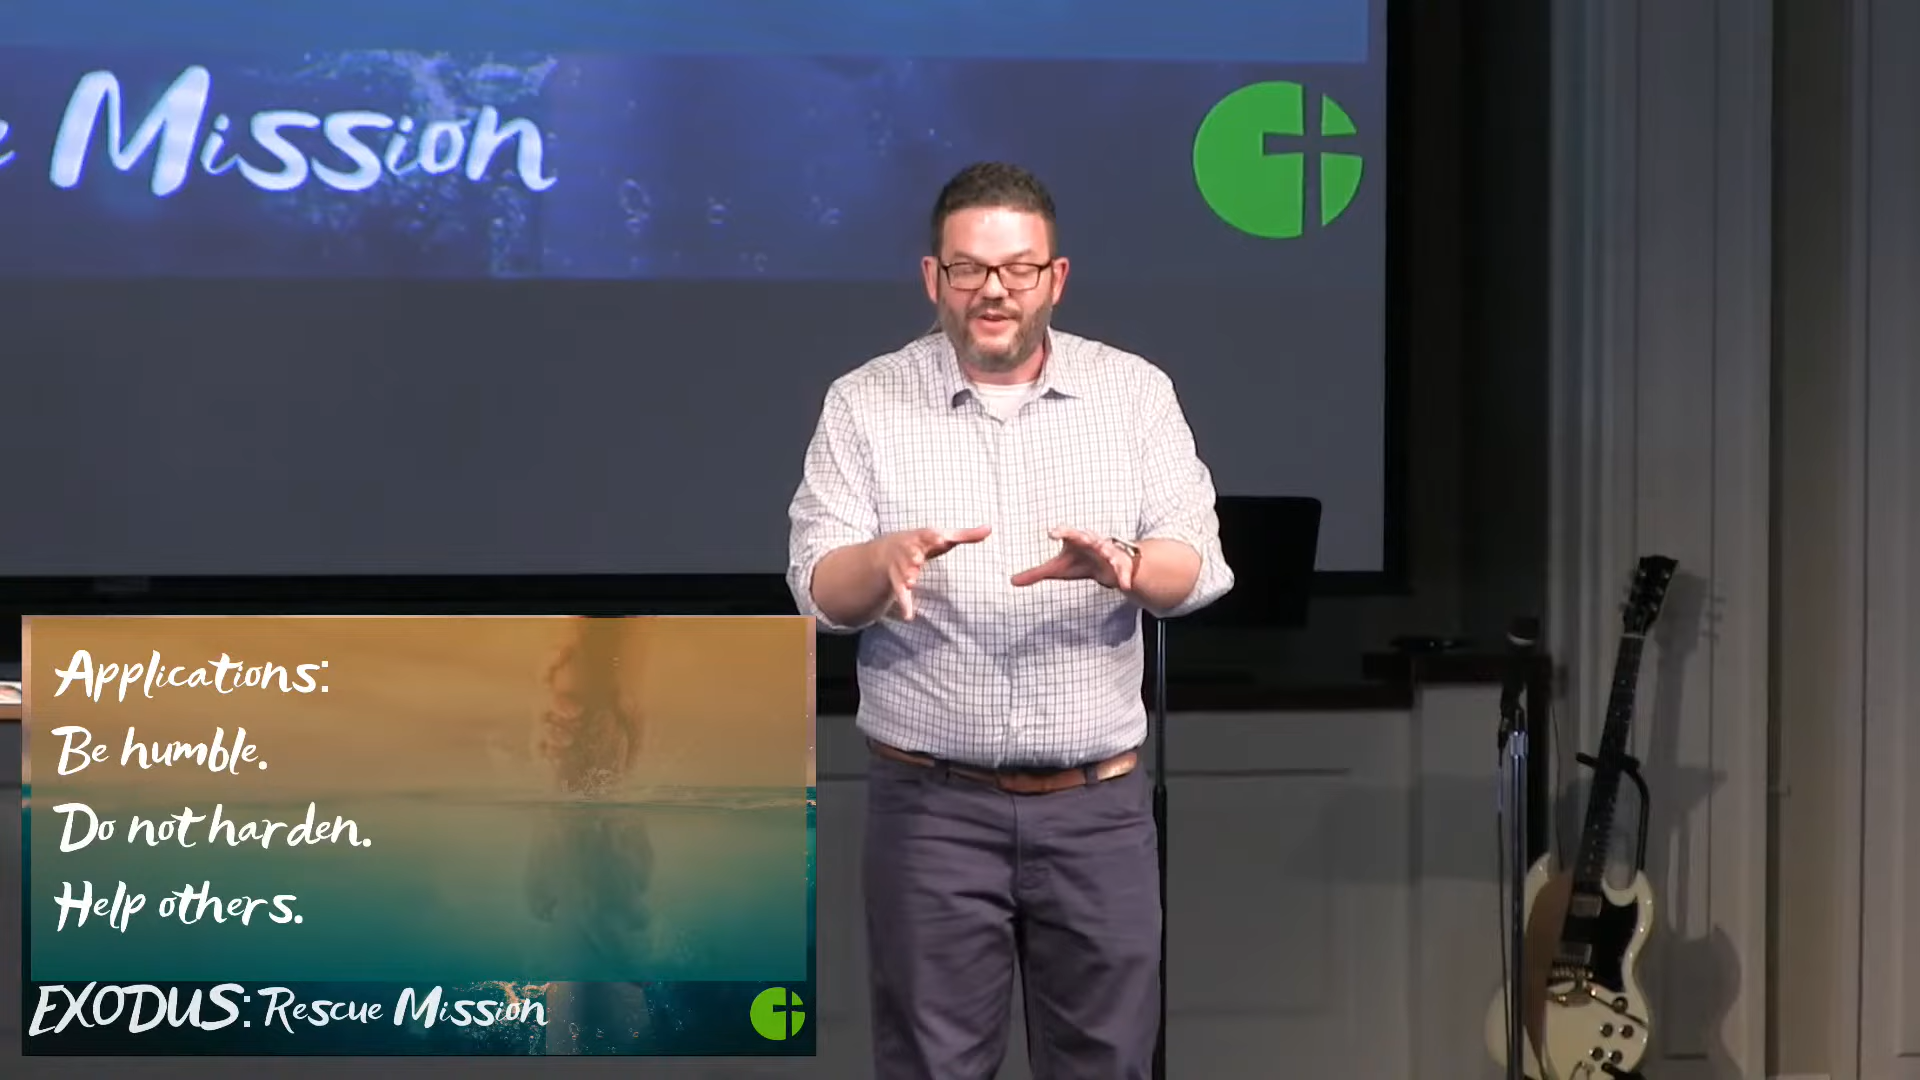 Mission
Applications:
Be humble.
Do not harden.
Help others.
EXODUS: Rescue Mission